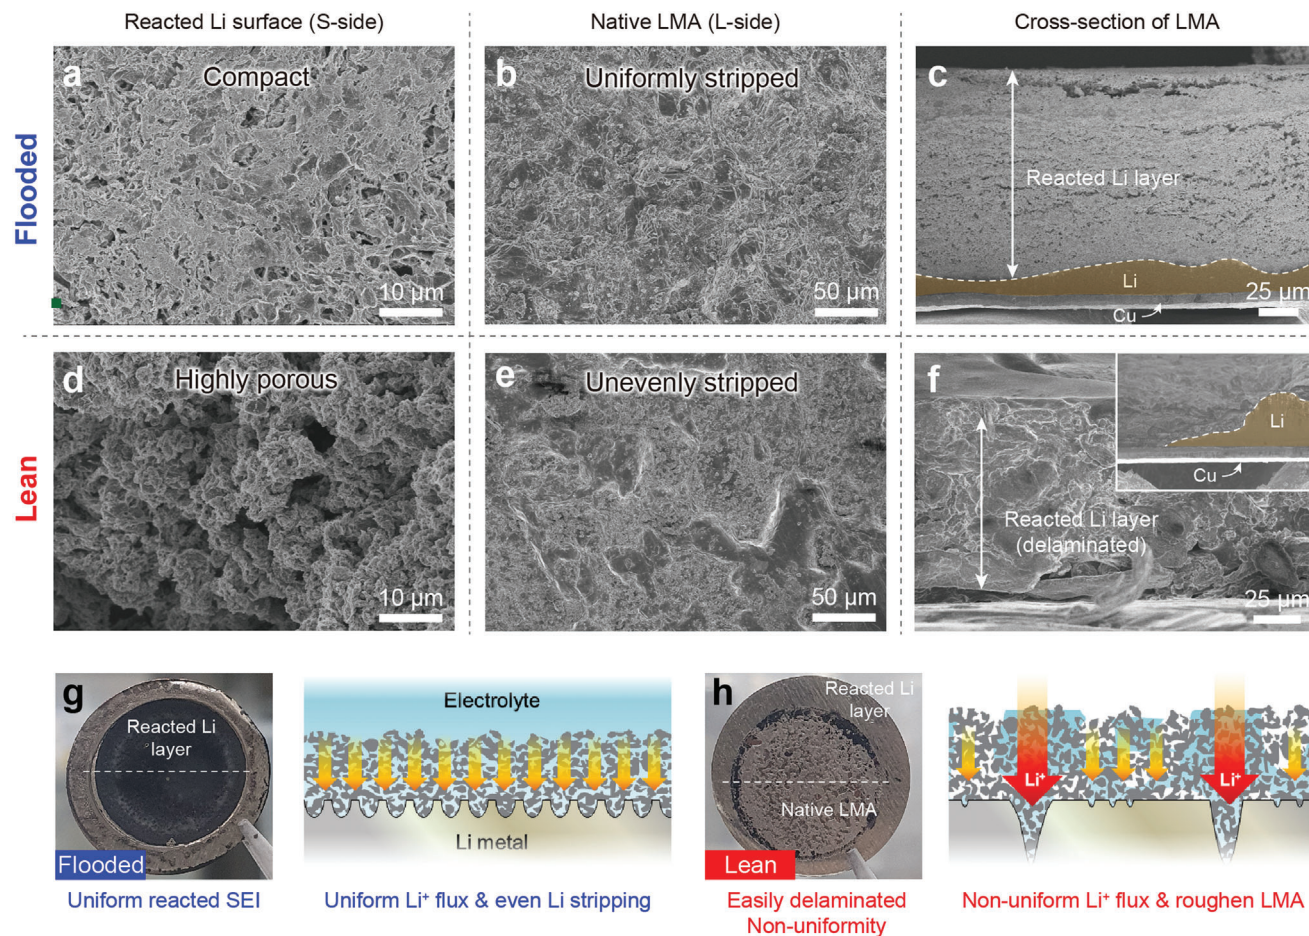 Reacted Li surface (S-side)
Native LMA (L-side)
Cross-section of LMA
Flooded
a
Compact
10 µm
b
Uniformly stripped
50 µm
c
Reacted Li layer
Li
Cu
25 µm
Lean
d
Highly porous
10 µm
e
Unevenly stripped
50 µm
f
Li
Cu
Reacted Li layer
(delaminated)
25 µm
g
Reacted Li
layer
Flooded
Uniform reacted SEI
Electrolyte
Li metal
Uniform Li⁺ flux & even Li stripping
h
Reacted Li
layer
Native LMA
Lean
Easily delaminated
Non-uniformity
Li⁺
Li⁺
Non-uniform Li⁺ flux & roughen LMA